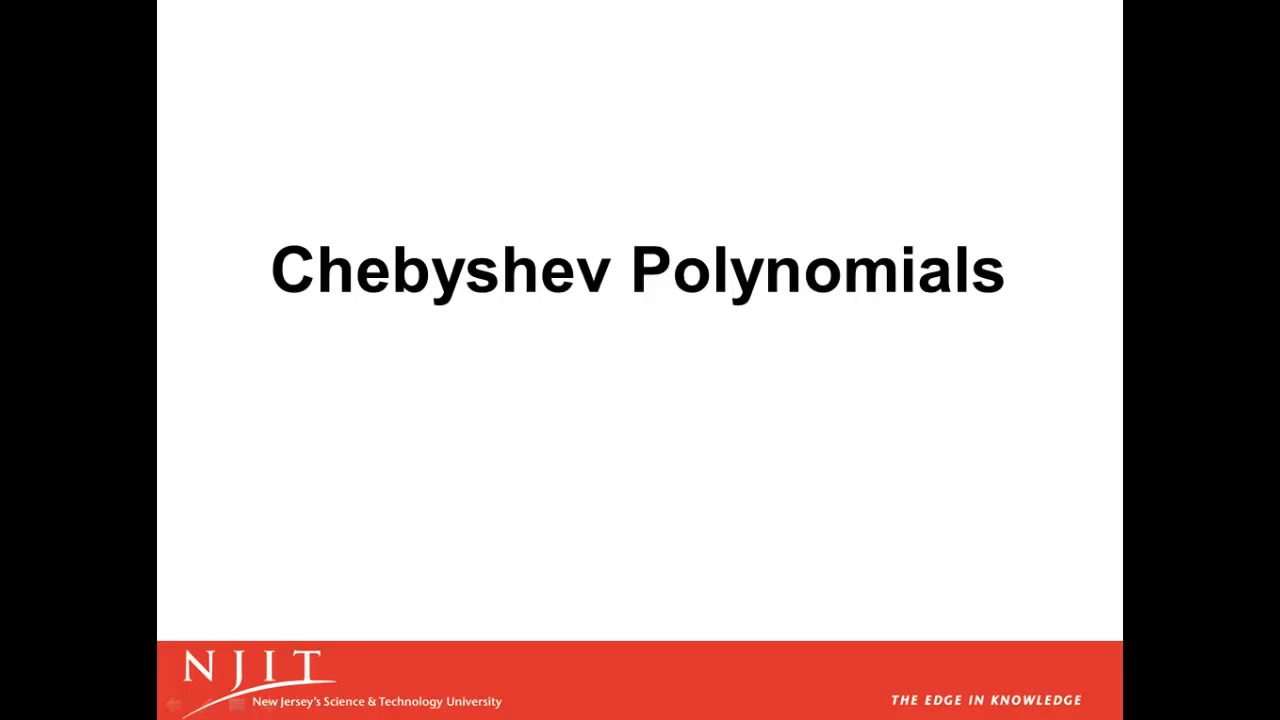 Chebyshev Polynomials
NJIT
New Jersey's Science & Technology University
THE EDGE IN KNOWLEDGE